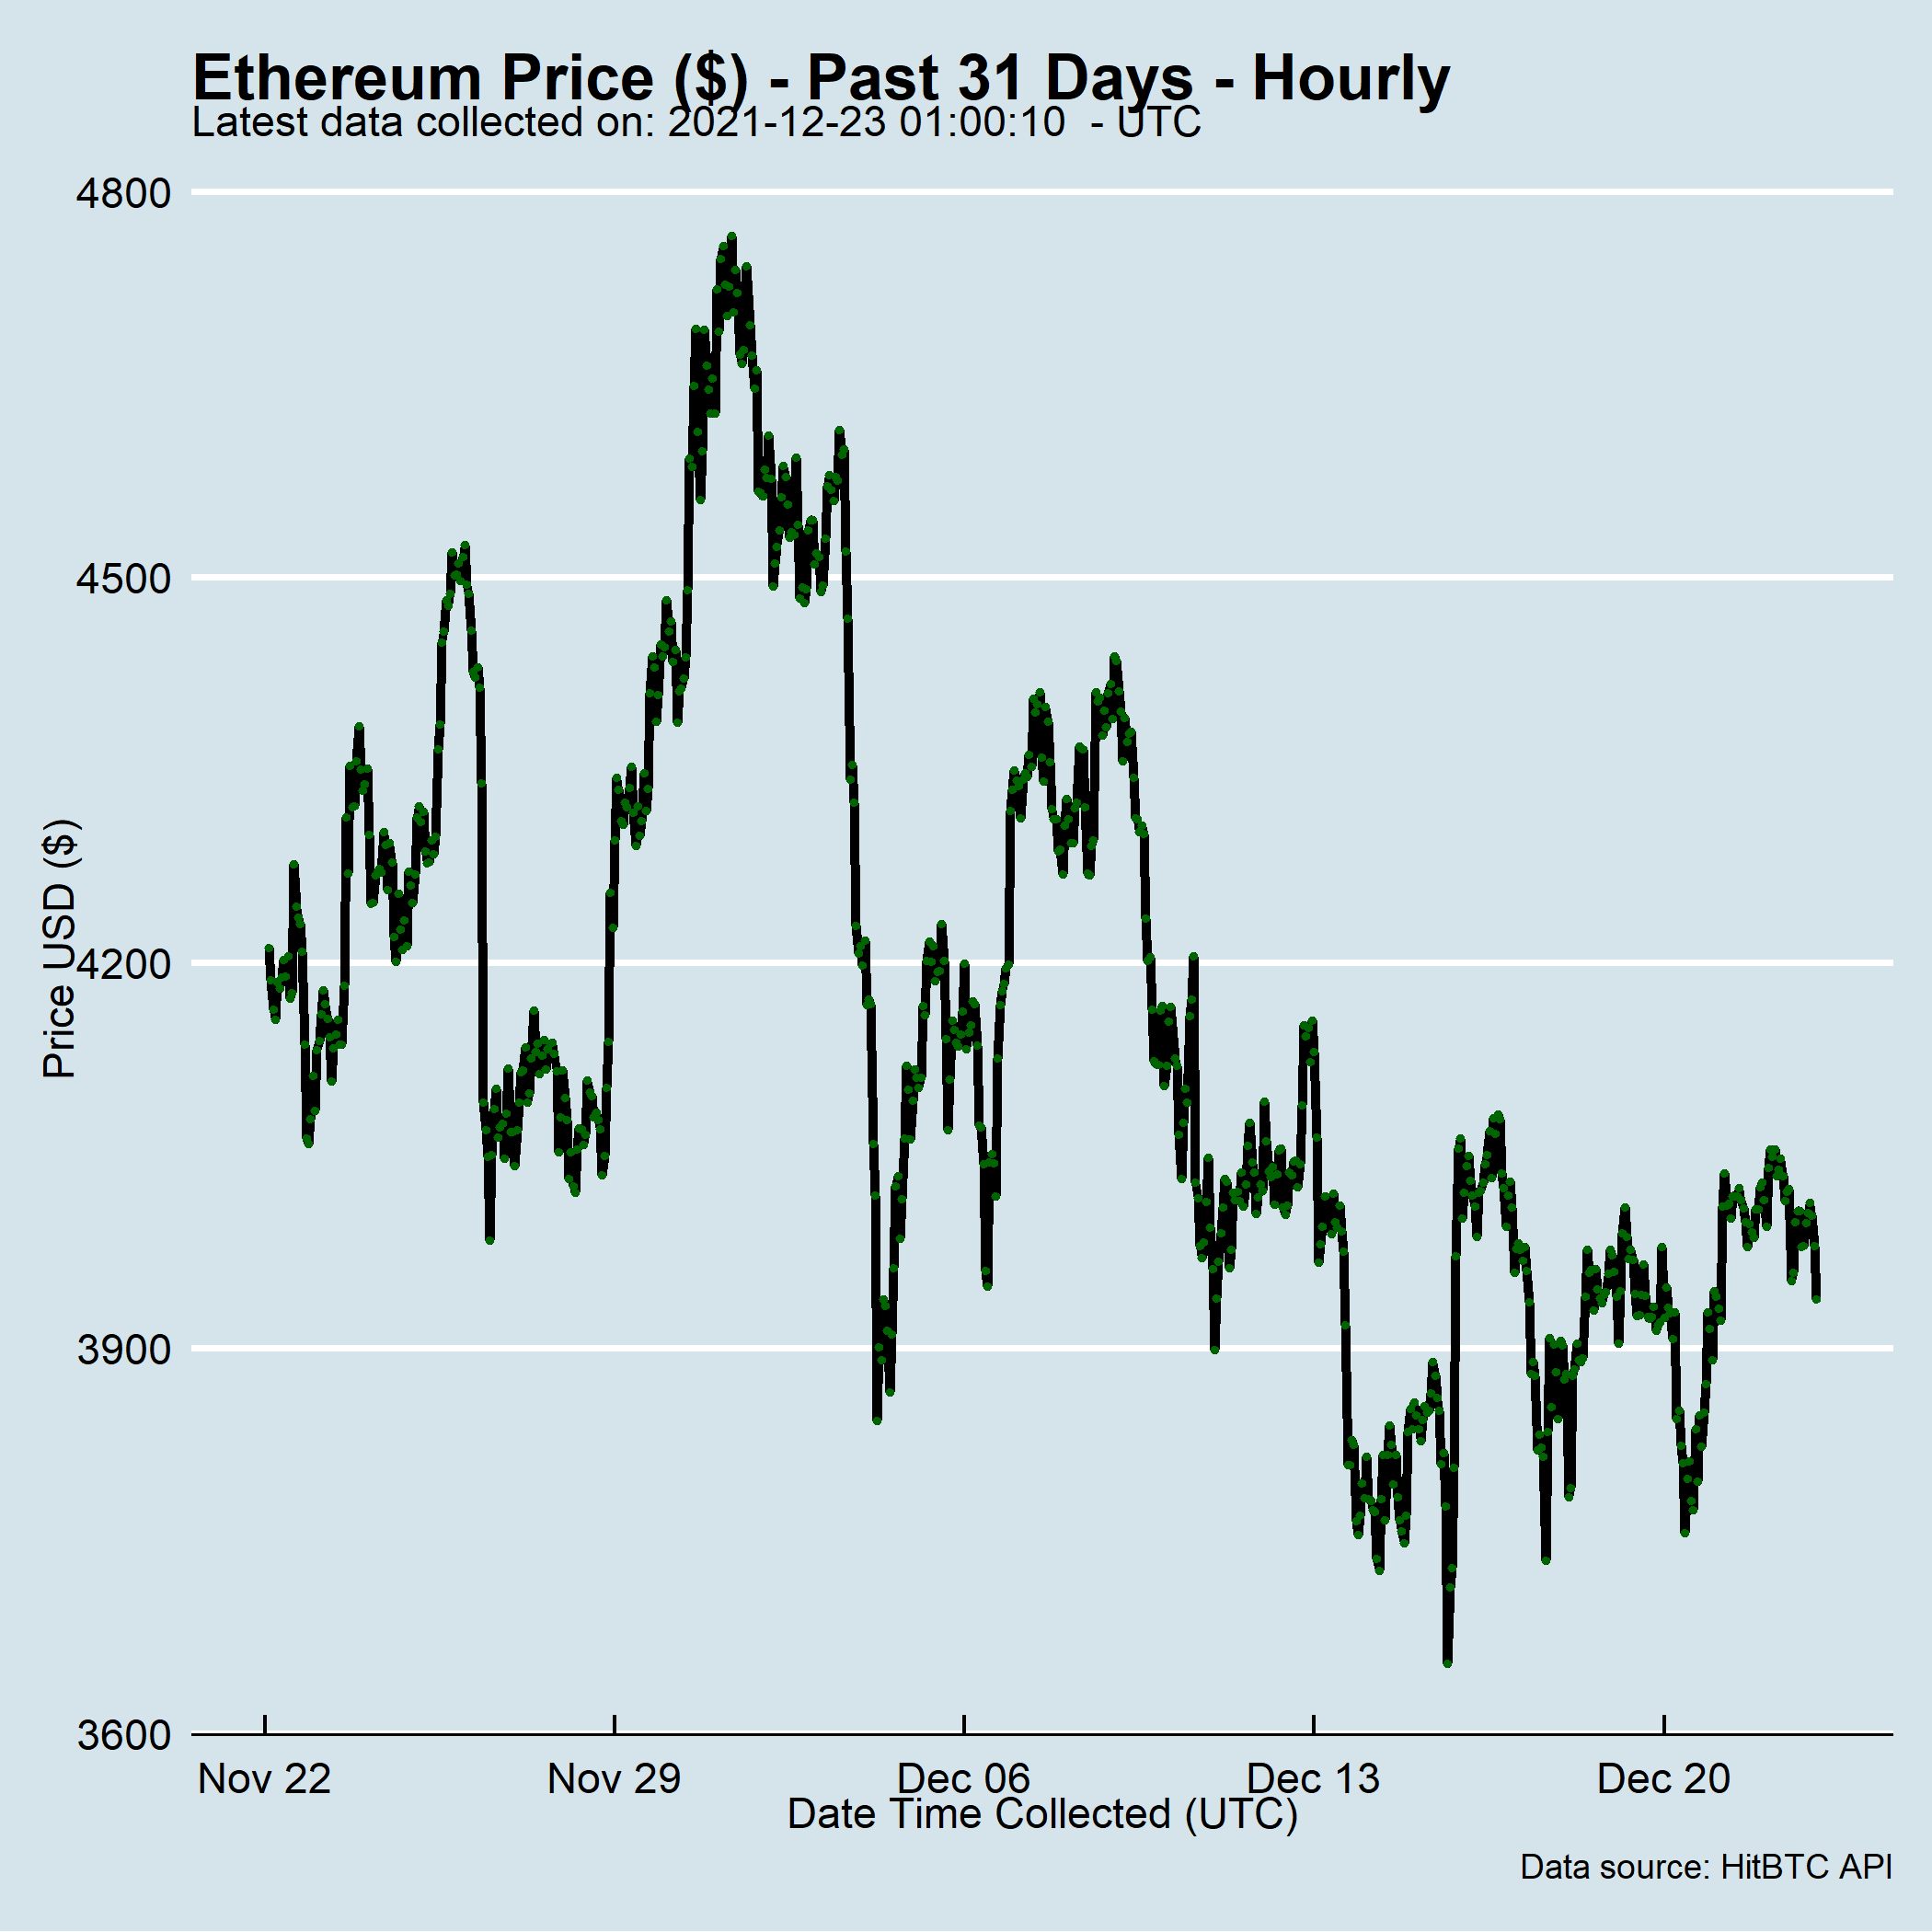 Ethereum Price ($) - Past 31 Days - Hourly
Latest data collected on: 2021-12-23 01:00:10  - UTC
4800
4500
4200
3900
3600
Price USD ($)
Nov 22
Nov 29
Dec 06
Dec 13
Dec 20
Date Time Collected (UTC)
Data source: HitBTC API